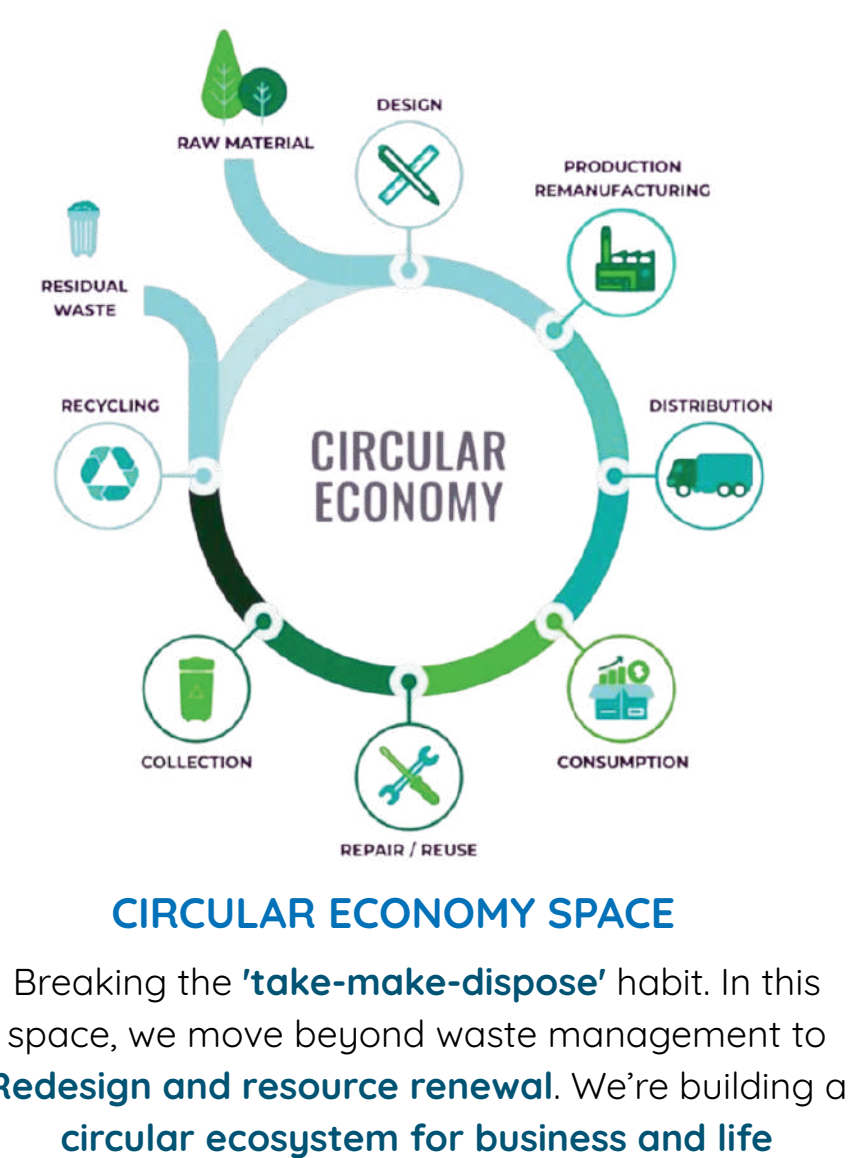 DESIGN
RAW MATERIAL
PRODUCTION
REMANUFACTURING
RESIDUAL
WASTE
RECYCLING
DISTRIBUTION
CIRCULAR
ECONOMY
COLLECTION
CONSUMPTION
REPAIR / REUSE
CIRCULAR ECONOMY SPACE
Breaking the 'take-make-dispose' habit. In this
space, we move beyond waste management to
Redesign and resource renewal. We're building a
circular ecosystem for business and life